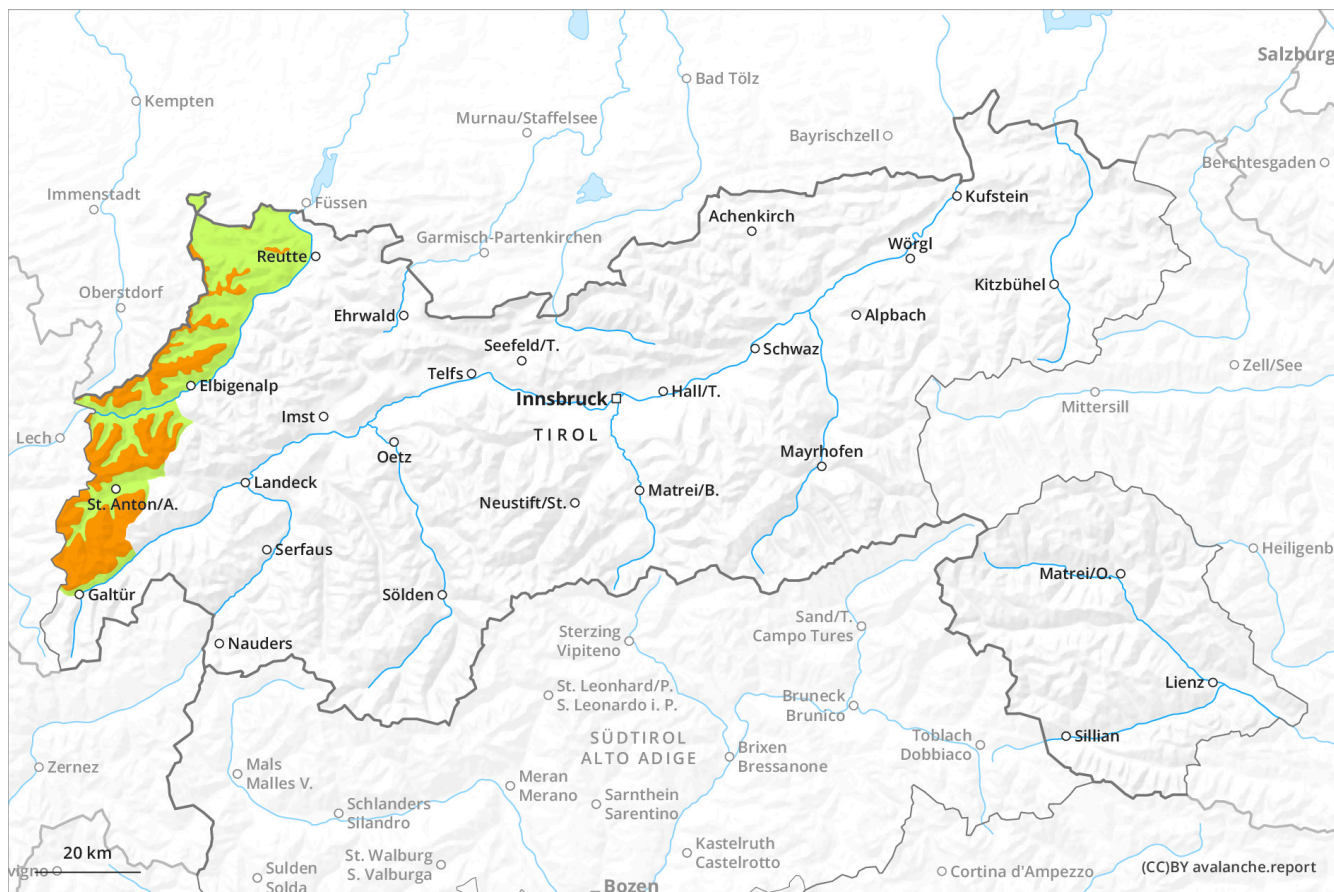 Salzburg
Bad Tölz
Kempten
Murnau/Staffelsee
Bayrischzell
Berchtesgaden
Immenstadt
Füssen
Kufstein
Achenkirch
Garmisch-Partenkirchen
Wörgl
Reutte
Kitzbühel
Oberstdorf
Ehrwald
Alpbach
Seefeld/T.
Schwaz
Telfs
Zell/See
Elbigenalp
Hall/T.
Innsbruck
Mittersill
Imst
Lech
TIROL
Oetz
Mayrhofen
Landeck
St. Anton/A.
Neustift/St.
Matrei/B.
Serfaus
Heiligenb
Matrei/O.
Galtür
Sölden
Sand/T.
Campo Tures
Sterzing
Vipiteno
Nauders
Lienz
St. Leonhard/P.
S. Leonardo i. P.
Bruneck
Brunico
Sillian
SÜDTIROL
ALTO ADIGE
Toblach
Dobbiaco
Brixen
Bressanone
Zernez
Mals
Malles V.
Meran
Merano
Sarnthein
Sarentino
Schlanders
Silandro
20 km
Kastelruth
Castelrotto
St. Walburg
S. Valburga
vigno
Sulden
Solda
Cortina d'Ampezzo
(CC)BY avalanche.report
Bozen